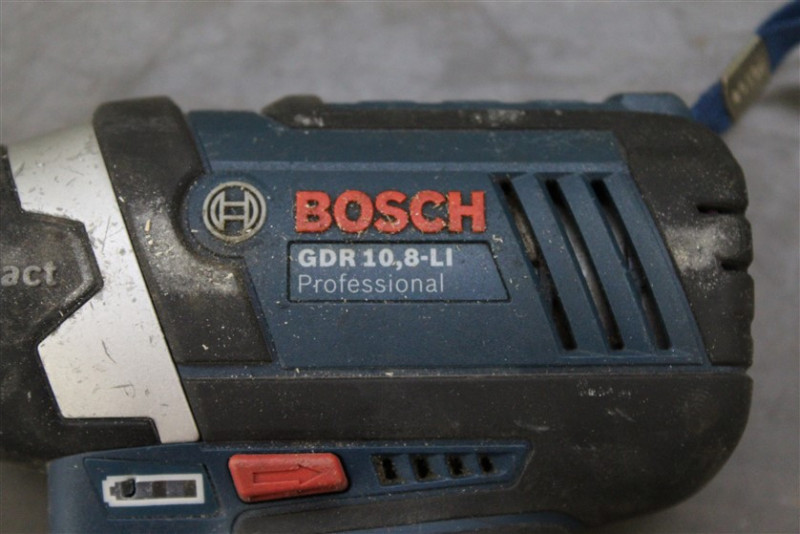 BOSCH
GDR 10,8-LI
Professional
act